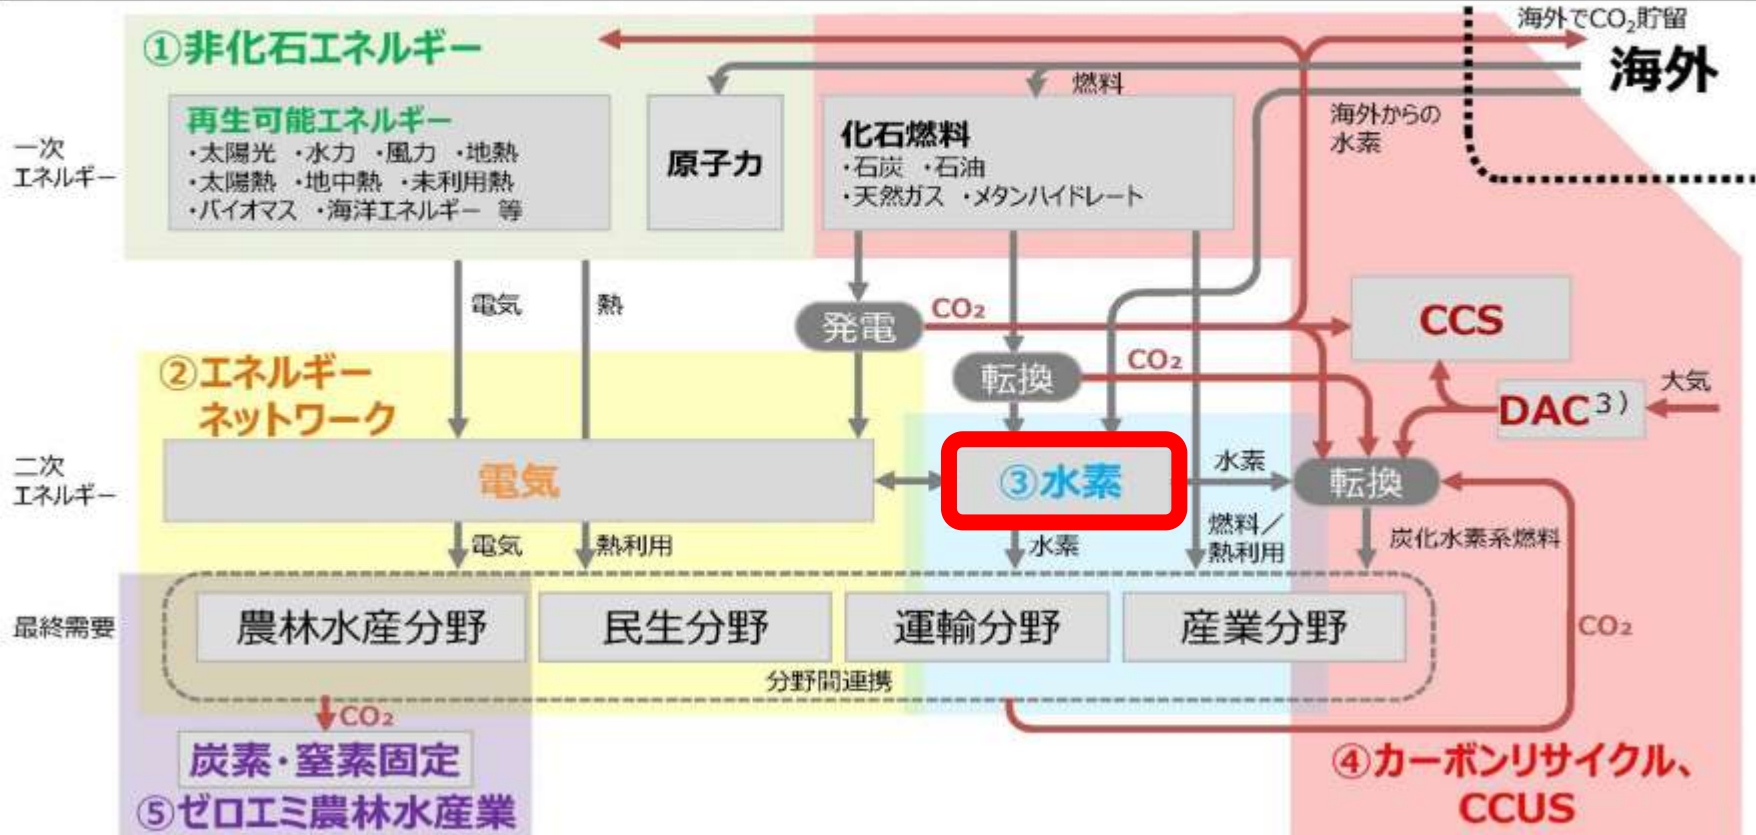 海外でCO₂貯留
①非化石エネルギー
海外
燃料
海外からの
水素
一次
エネルギー
再生可能エネルギー
・太陽光 ・水力 ・風力 ・地熱
・太陽熱 ・地中熱 ・未利用熱
・バイオマス ・海洋エネルギー 等
原子力
化石燃料
・石炭 ・石油
・天然ガス ・メタンハイドレート
電気
熱
発電
CO₂
CCS
転換
CO₂
②エネルギー
ネットワーク
大気
DAC³⁾
二次
エネルギー
電気
③水素
水素
転換
電気
熱利用
水素
燃料/
熱利用
炭化水素系燃料
最終需要
農林水産分野
民生分野
運輸分野
産業分野
CO₂
分野間連携
CO₂
炭素・窒素固定
⑤ゼロエミ農林水産業
④カーボンリサイクル、
CCUS